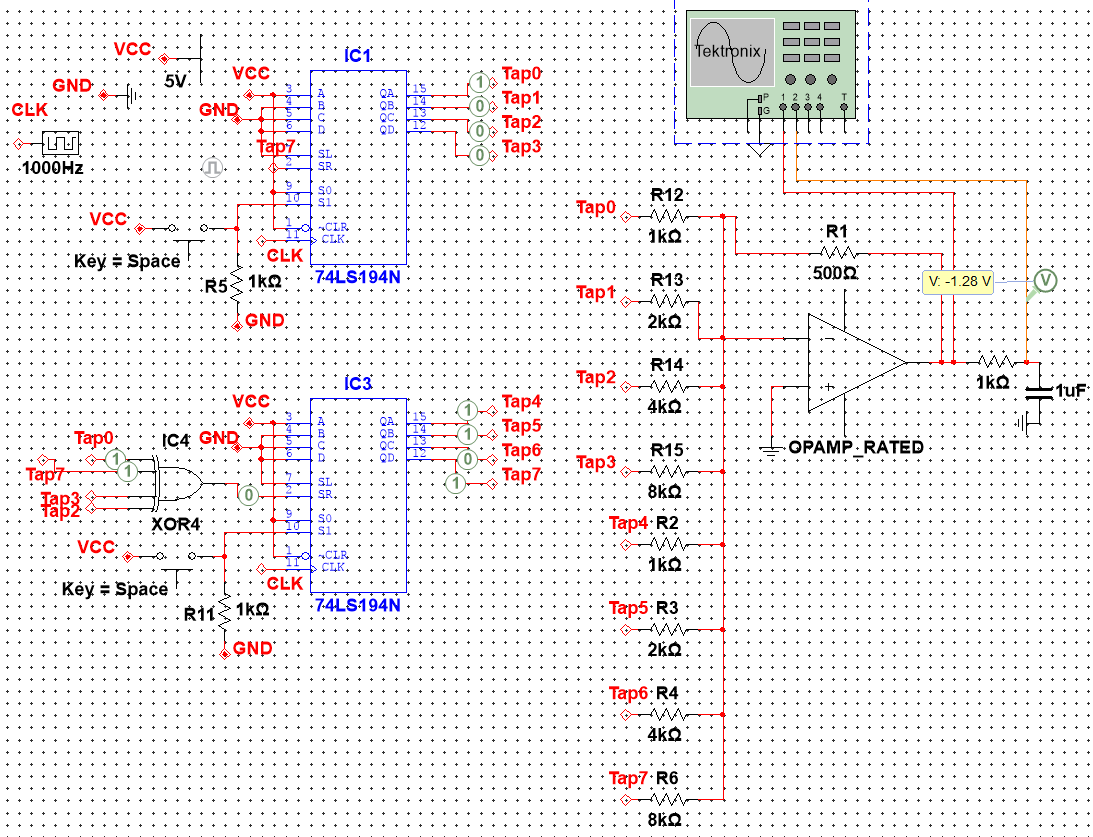 VCC
5V
GND
CLK
1000Hz
IC1
VCC
GND
Tap7
3 A QA 15
4 B QB 14
5 C QC 13
6 D QD 12
SL
2 SR
9 S0
10 S1
1 ~CLR
11 CLK
1 Tap0
0 Tap1
0 Tap2
0 Tap3
VCC
Key = Space
R5 1kΩ
GND
CLK
74LS194N
IC3
VCC
GND
3 A QA 15
4 B QB 14
5 C QC 13
6 D QD 12
7 SL
2 SR
9 S0
10 S1
1 ~CLR
11 CLK
1 Tap4
1 Tap5
0 Tap6
1 Tap7
Tap0
1
IC4
Tap7
1
Tap3
Tap2
0
XOR4
VCC
Key = Space
R11 1kΩ
GND
CLK
74LS194N
Tektronix
P
G
1 2 3 4 T
Tap0 R12
1kΩ
Tap1 R13
2kΩ
Tap2 R14
4kΩ
Tap3 R15
8kΩ
Tap4 R2
1kΩ
Tap5 R3
2kΩ
Tap6 R4
4kΩ
Tap7 R6
8kΩ
R1
500Ω
V: -1.28 V
V
−
+
OPAMP_RATED
1kΩ
1uF